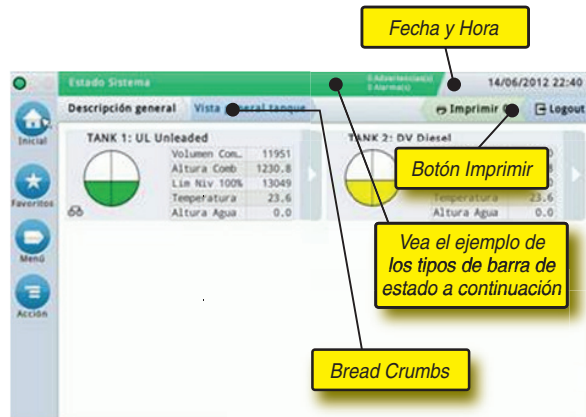 Fecha y Hora
Estado Sistema
0 Advertencias(s)
0 Alarma(s)
14/06/2012 22:40
Descripción general
Vista general tanque
Imprimir
Logout
Inicial
Favoritos
Menú
Acción
TANK 1: UL Unleaded
Volumen Com… 11951
Altura Comb 1230.8
Lim Niv 100% 13049
Temperatura 23.6
Altura Agua 0.0
TANK 2: DV Diesel
Temperatura 23.6
Altura Agua 0.0
Botón Imprimir
Vea el ejemplo de
los tipos de barra de
estado a continuación
Bread Crumbs